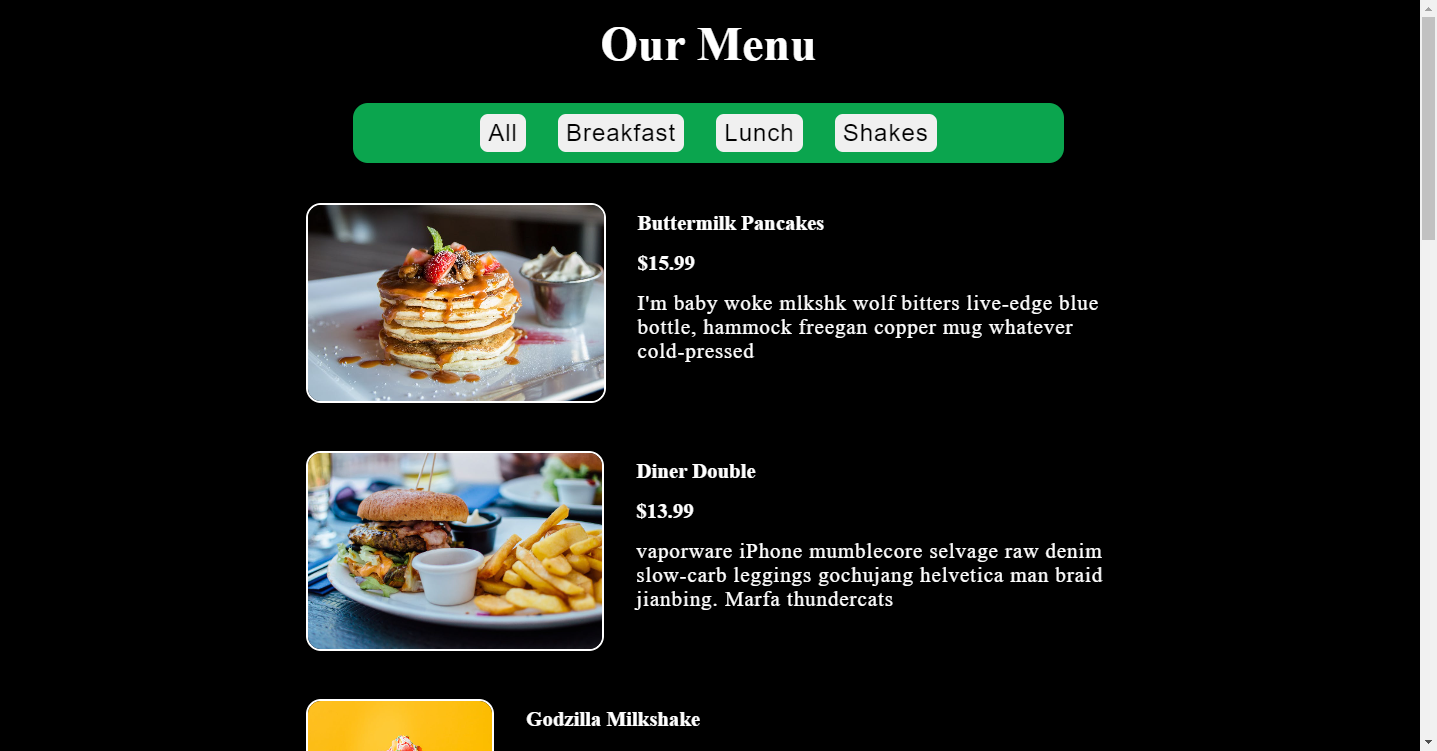 Our Menu
All
Breakfast
Lunch
Shakes
Buttermilk Pancakes
$15.99
I'm baby woke mlkshk wolf bitters live-edge blue
bottle, hammock freegan copper mug whatever
cold-pressed
Diner Double
$13.99
vaporware iPhone mumblecore selvage raw denim
slow-carb leggings gochujang helvetica man braid
jianbing. Marfa thundercats
Godzilla Milkshake